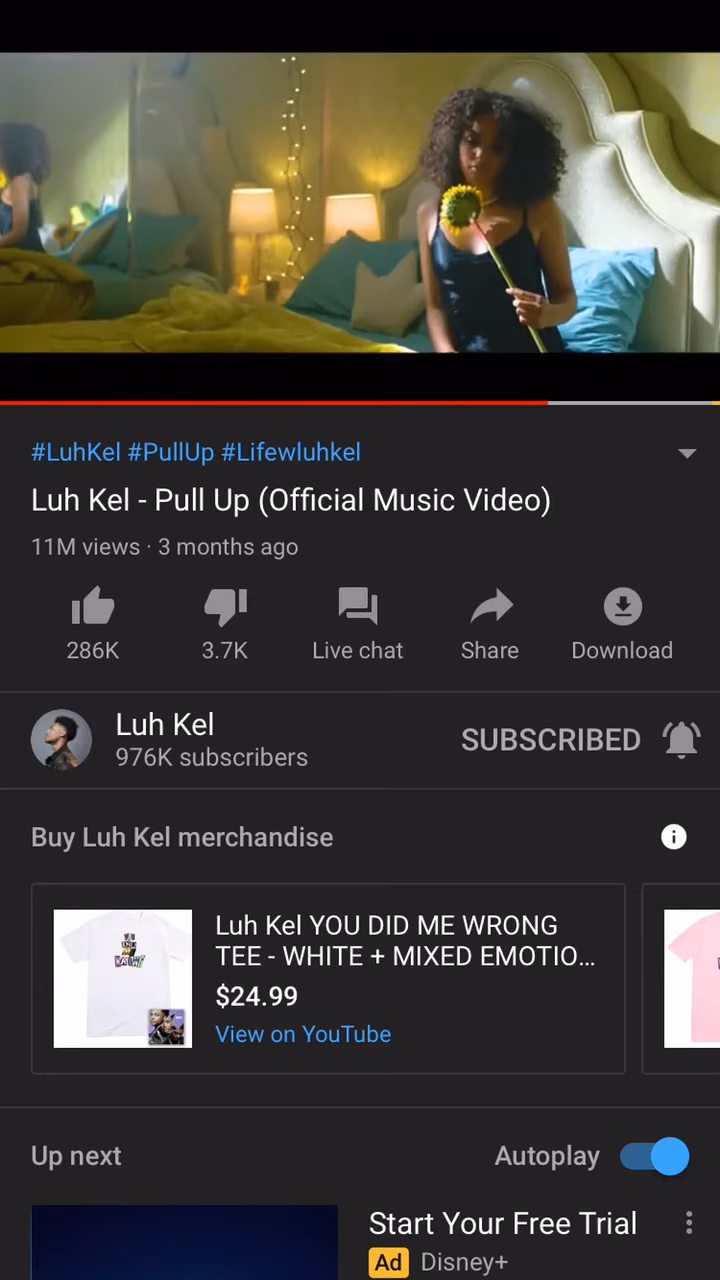 #LuhKel #PullUp #Lifewluhkel
Luh Kel - Pull Up (Official Music Video)
11M views · 3 months ago
286K
3.7K
Live chat
Share
Download
Luh Kel
976K subscribers
SUBSCRIBED
Buy Luh Kel merchandise
Luh Kel YOU DID ME WRONG
TEE - WHITE + MIXED EMOTIO...
$24.99
View on YouTube
Up next
Autoplay
Start Your Free Trial
Ad Disney+